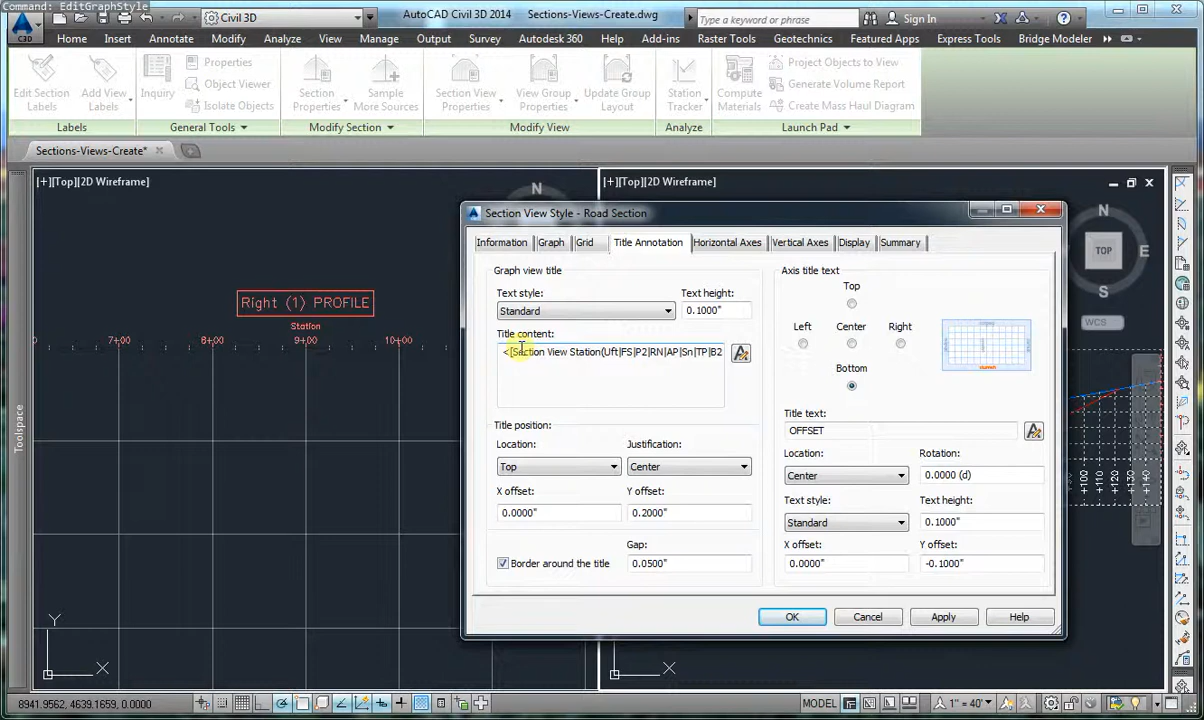 Command: EditGraphStyle
C3D
Civil 3D
AutoCAD Civil 3D 2014 Sections-Views-Create.dwg
Type a keyword or phrase
Sign In
Home Insert Annotate Modify Analyze View Manage Output Survey Autodesk 360 Help Add-ins Raster Tools Geotechnics Featured Apps Express Tools Bridge Modeler
Edit Section Labels
Add View Labels
Inquiry
Properties
Object Viewer
Isolate Objects
Section Properties
Sample More Sources
Section View Properties
View Group Properties
Update Group Layout
Station Tracker
Compute Materials
Project Objects to View
Generate Volume Report
Create Mass Haul Diagram
Labels General Tools Modify Section Modify View Analyze Launch Pad
Sections-Views-Create*
[+][Top][2D Wireframe]
[+][Top][2D Wireframe]
N
N
TOP
E
S
WCS
Toolspace
Right (1) PROFILE
Station
7+00 8+00 9+00 10+00
Section View Style - Road Section
Information Graph Grid Title Annotation Horizontal Axes Vertical Axes Display Summary
Graph view title
Text style:
Text height:
Standard
0.1000"
Title content:
<[Section View Station(Uft|FS|P2|RN|AP|Sn|TP|B2
Title position:
Location:
Justification:
Top
Center
X offset:
Y offset:
0.0000"
0.2000"
Gap:
Border around the title
0.0500"
Axis title text
Top
Left
Center
Right
Bottom
Title text:
OFFSET
Location:
Rotation:
Center
0.0000 (d)
Text style:
Text height:
Standard
0.1000"
X offset:
Y offset:
0.0000"
-0.1000"
OK
Cancel
Apply
Help
+100
+110
+120
+130
+140
Y
X
X
8941.9562, 4639.1659, 0.0000
MODEL
1" = 40'